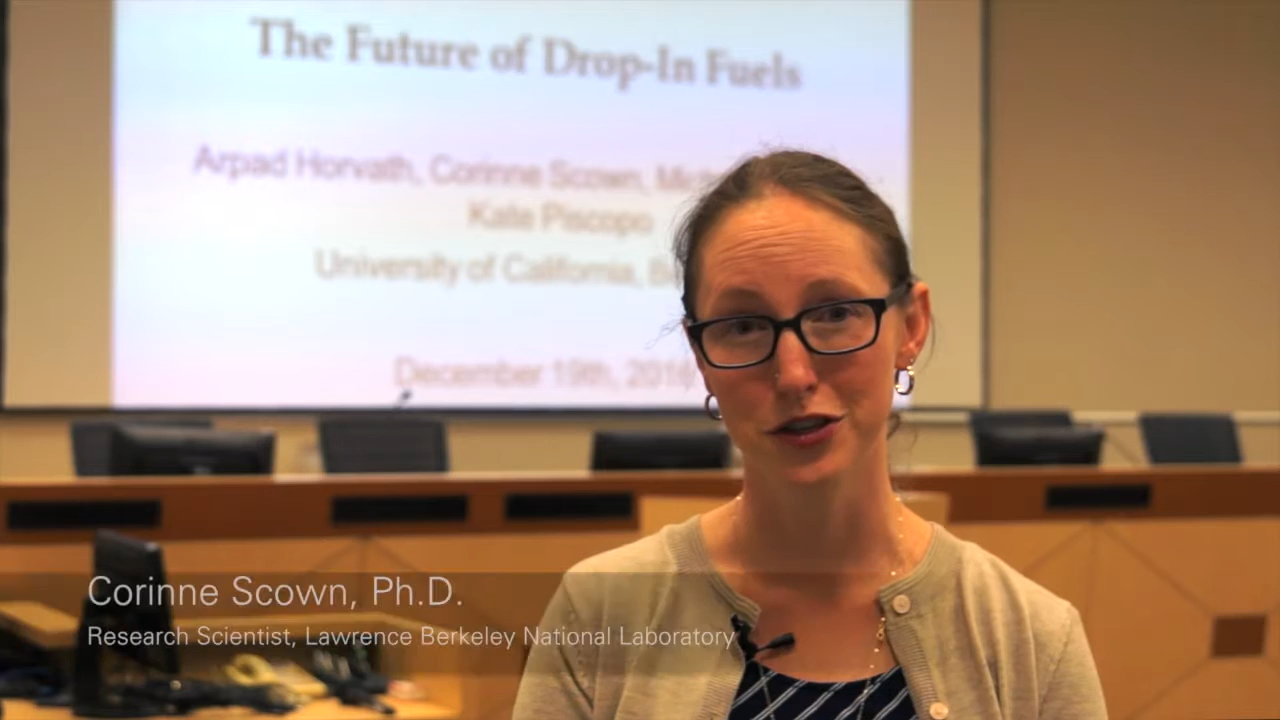 The Future of Drop-In Fuels
Arpad Horvath, Corinne Scown,
Kate Piscopo
University of California,
December 19th,
Corinne Scown, Ph.D.
Research Scientist, Lawrence Berkeley National Laboratory